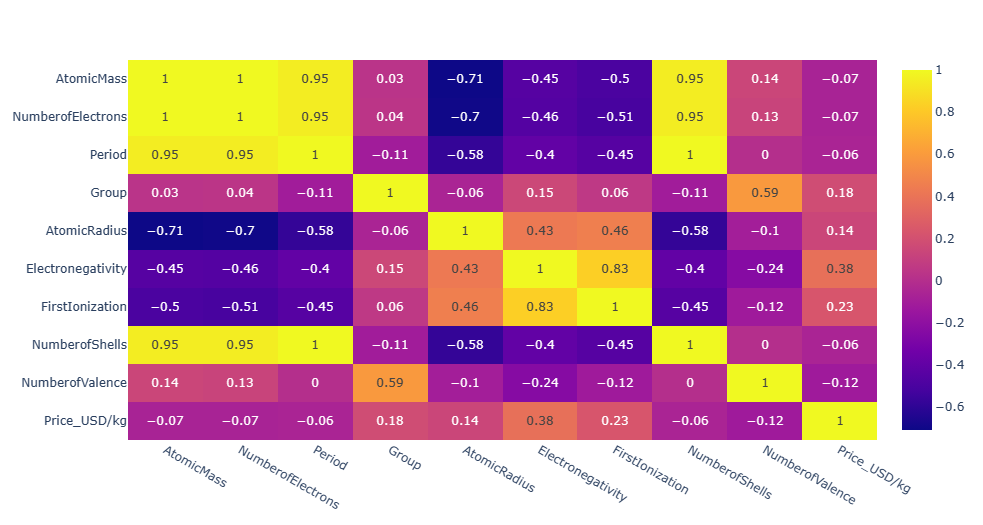 AtomicMass 1 1 0.95 0.03 −0.71 −0.45 −0.5 0.95 0.14 −0.07 1
NumberofElectrons 1 1 0.95 0.04 −0.7 −0.46 −0.51 0.95 0.13 −0.07 0.8
Period 0.95 0.95 1 −0.11 −0.58 −0.4 −0.45 1 0 −0.06 0.6
Group 0.03 0.04 −0.11 1 −0.06 0.15 0.06 −0.11 0.59 0.18 0.4
AtomicRadius −0.71 −0.7 −0.58 −0.06 1 0.43 0.46 −0.58 −0.1 0.14 0.2
Electronegativity −0.45 −0.46 −0.4 0.15 0.43 1 0.83 −0.4 −0.24 0.38 0
FirstIonization −0.5 −0.51 −0.45 0.06 0.46 0.83 1 −0.45 −0.12 0.23 −0.2
NumberofShells 0.95 0.95 1 −0.11 −0.58 −0.4 −0.45 1 0 −0.06
NumberofValence 0.14 0.13 0 0.59 −0.1 −0.24 −0.12 0 1 −0.12 −0.4
Price_USD/kg −0.07 −0.07 −0.06 0.18 0.14 0.38 0.23 −0.06 −0.12 1 −0.6
AtomicMass NumberofElectrons Period Group AtomicRadius Electronegativity FirstIonization NumberofShells NumberofValence Price_USD/kg